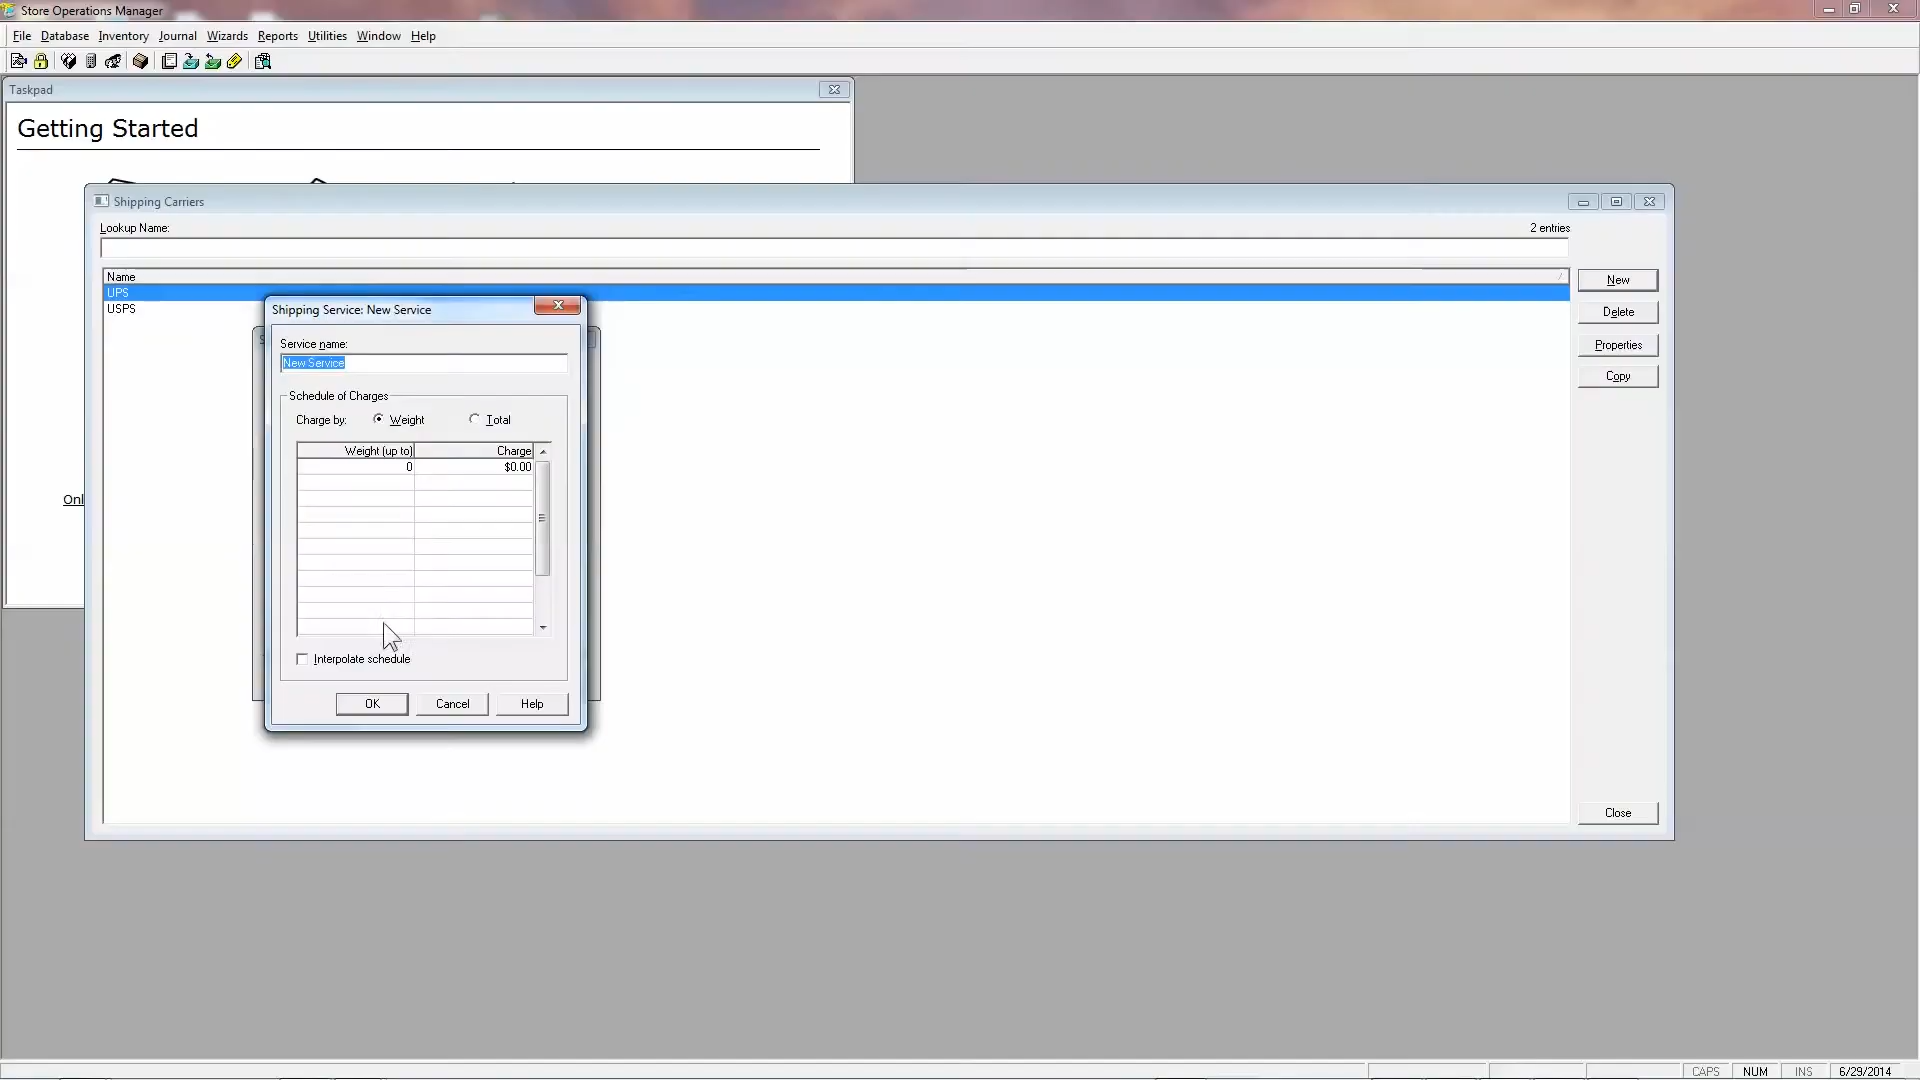 Store Operations Manager
File Database Inventory Journal Wizards Reports Utilities Window Help
Taskpad
Getting Started
Onl
Shipping Carriers
Lookup Name:
2 entries
Name
UPS
USPS
New
Delete
Properties
Copy
Close
Shipping Service: New Service
Service name:
New Service
Schedule of Charges
Charge by: Weight Total
Weight (up to) Charge
0 $0.00
Interpolate schedule
OK Cancel Help
CAPS NUM INS 6/29/2014